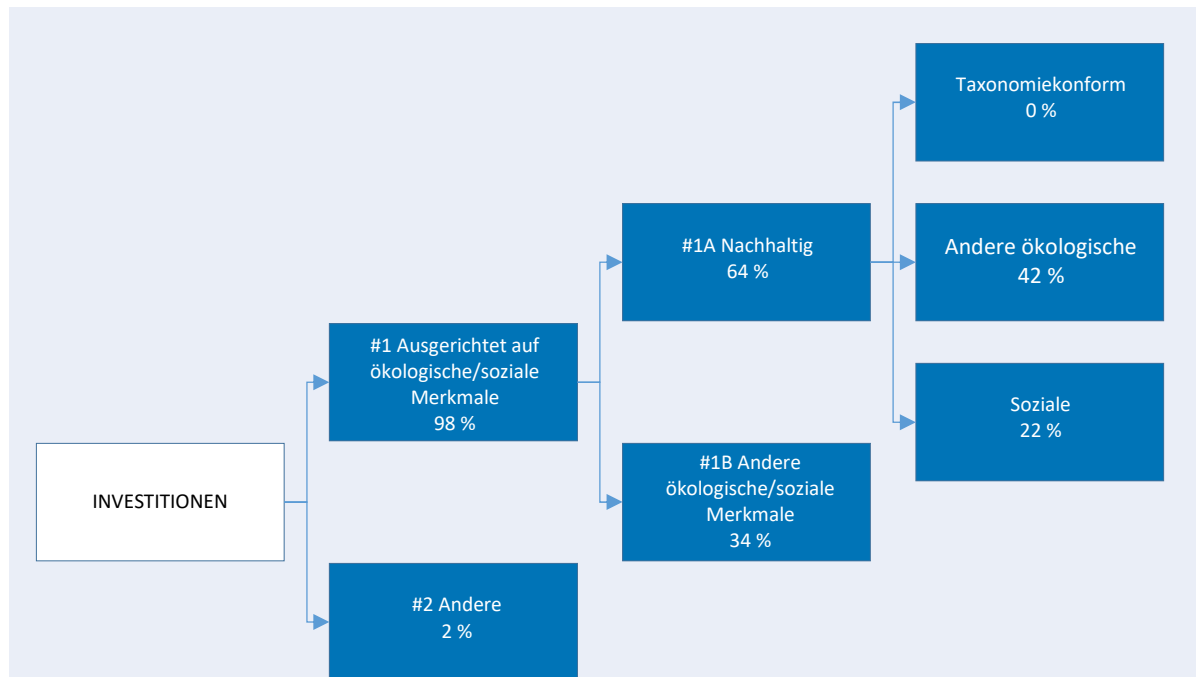 Taxonomiekonform
0 %
#1A Nachhaltig
64 %
Andere ökologische
42 %
#1 Ausgerichtet auf
ökologische/soziale
Merkmale
98 %
Soziale
22 %
INVESTITIONEN
#1B Andere
ökologische/soziale
Merkmale
34 %
#2 Andere
2 %